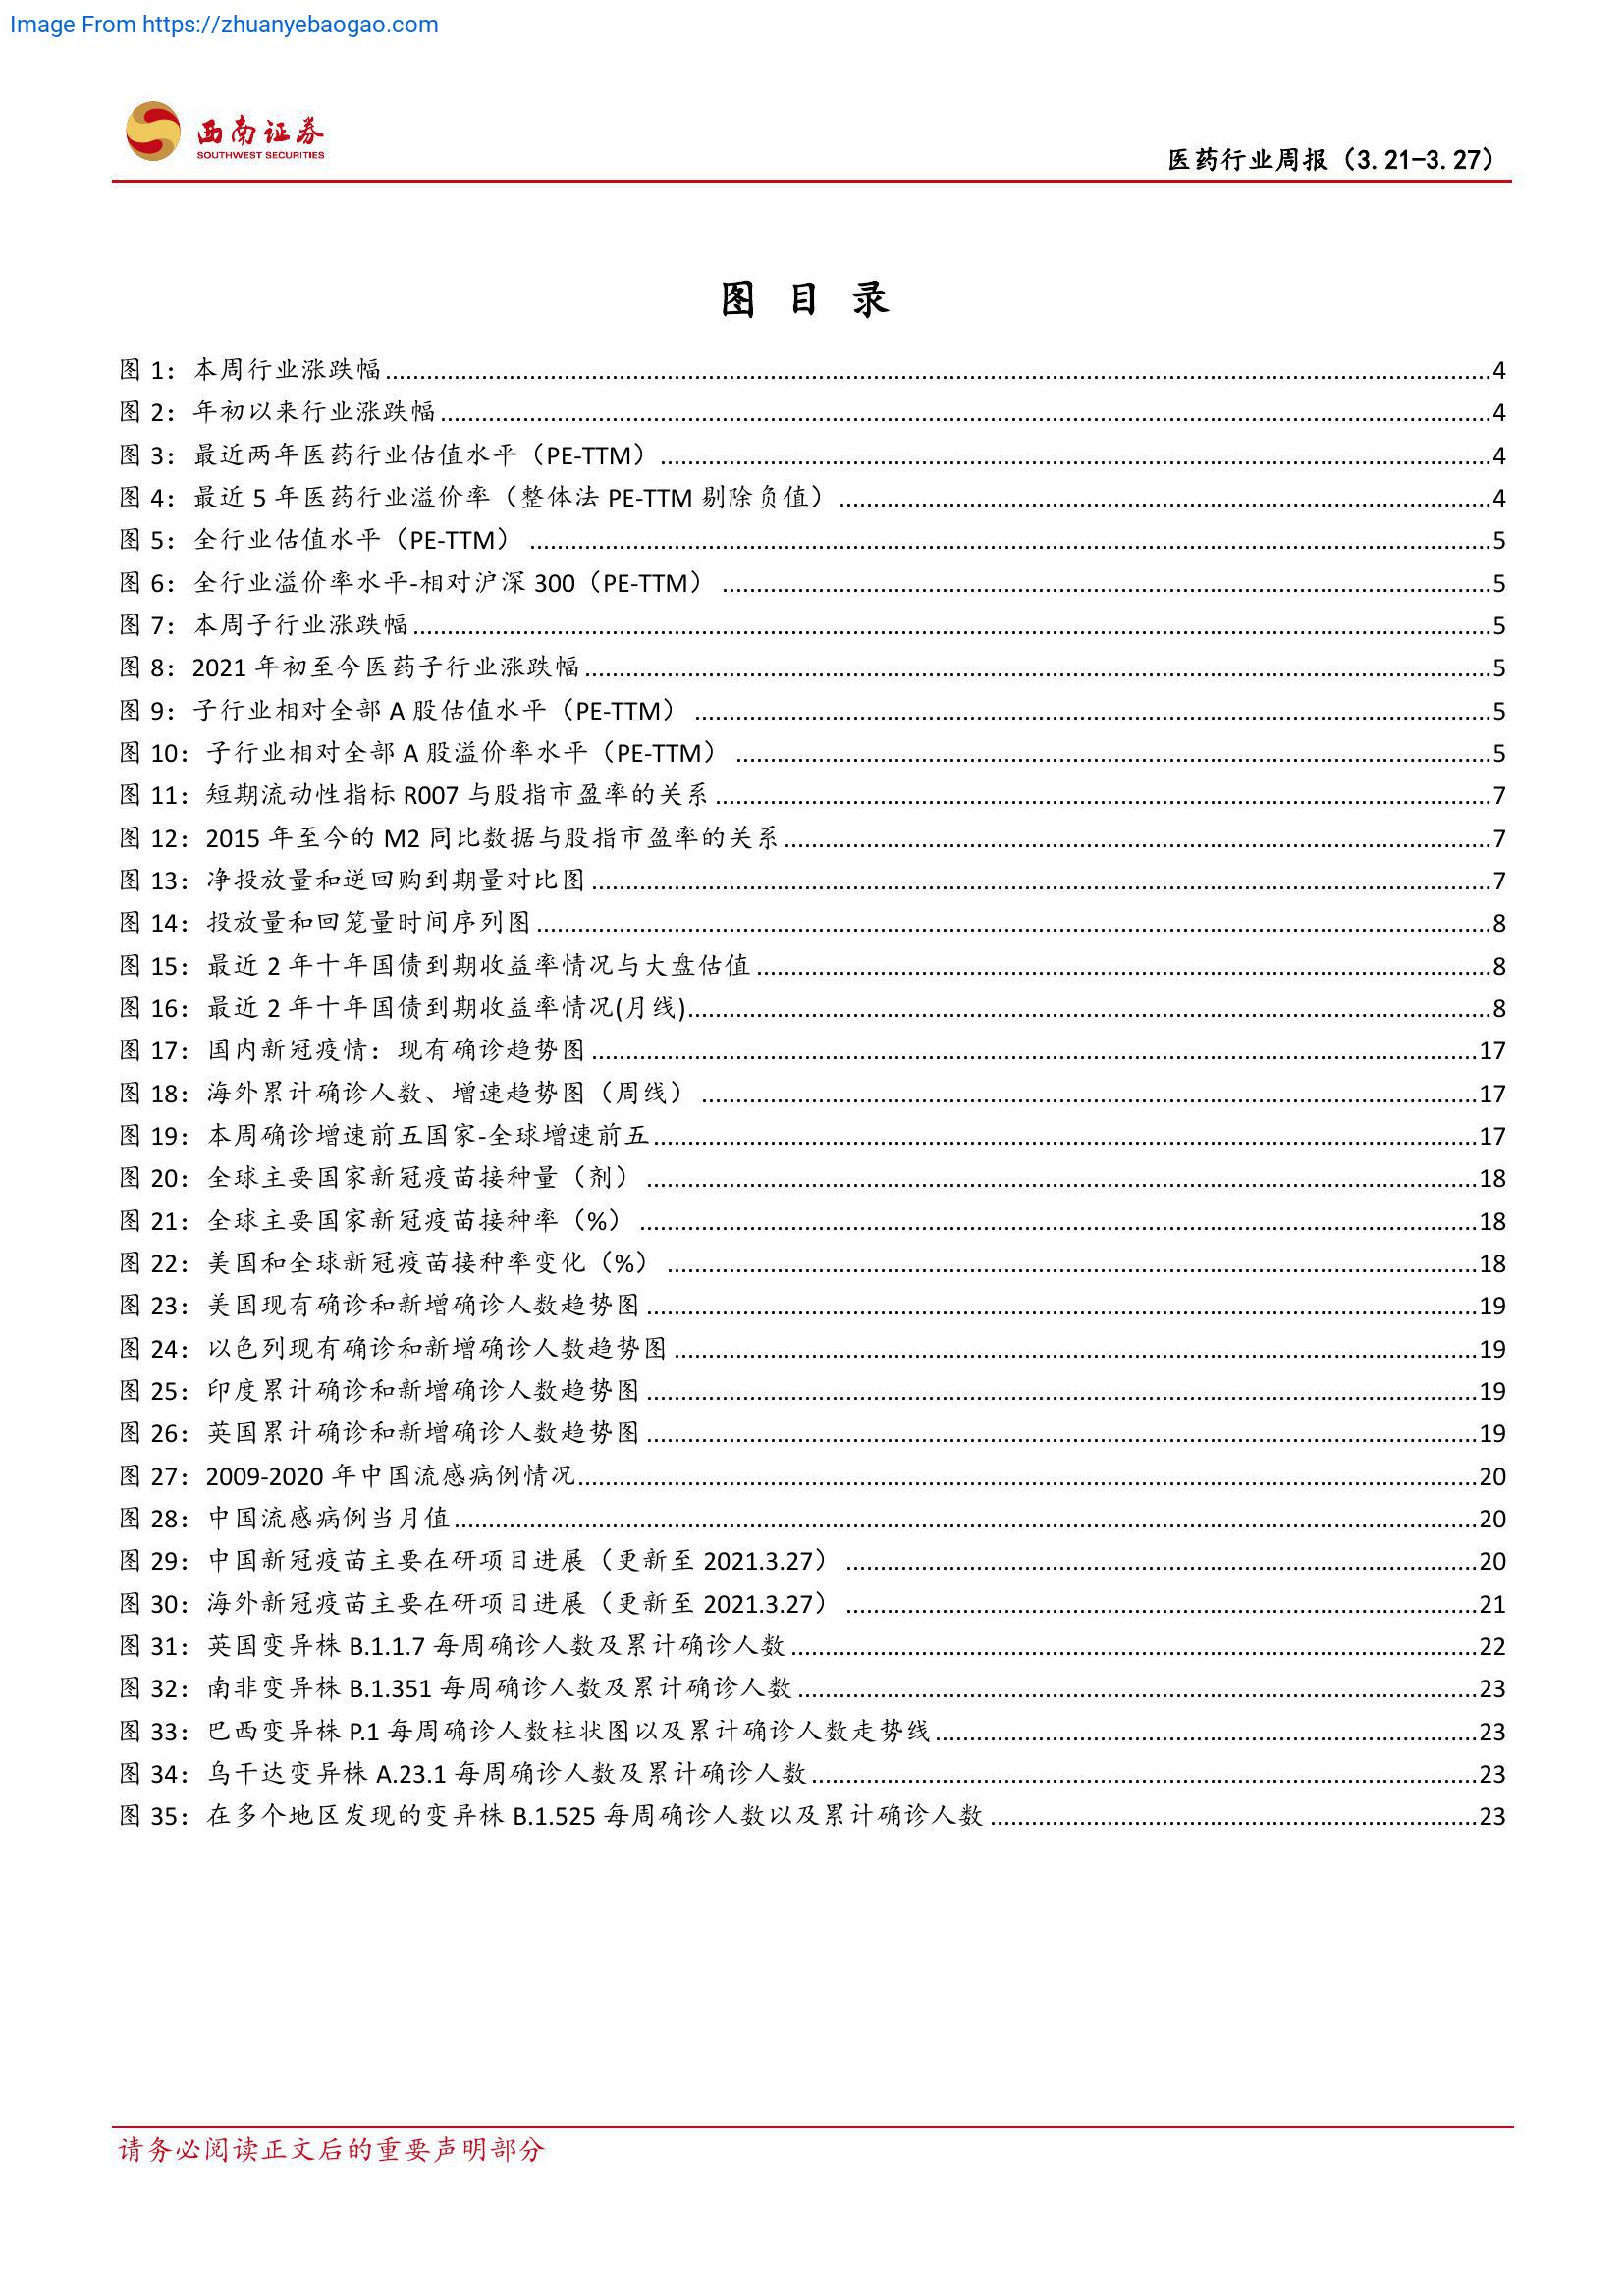 Image From https://zhuanyebaogao.com
西南证券
SOUTHWEST SECURITIES
医药行业周报（3.21-3.27）
图 目 录
图 1：本周行业涨跌幅........4
图 2：年初以来行业涨跌幅........4
图 3：最近两年医药行业估值水平（PE-TTM）........4
图 4：最近 5 年医药行业溢价率（整体法 PE-TTM 剔除负值）........4
图 5：全行业估值水平（PE-TTM）........5
图 6：全行业溢价率水平-相对沪深 300（PE-TTM）........5
图 7：本周子行业涨跌幅........5
图 8：2021 年初至今医药子行业涨跌幅........5
图 9：子行业相对全部 A 股估值水平（PE-TTM）........5
图 10：子行业相对全部 A 股溢价率水平（PE-TTM）........5
图 11：短期流动性指标 R007 与股指市盈率的关系........7
图 12：2015 年至今的 M2 同比数据与股指市盈率的关系........7
图 13：净投放量和逆回购到期量对比图........7
图 14：投放量和回笼量时间序列图........8
图 15：最近 2 年十年国债到期收益率情况与大盘估值........8
图 16：最近 2 年十年国债到期收益率情况(月线)........8
图 17：国内新冠疫情：现有确诊趋势图........17
图 18：海外累计确诊人数、增速趋势图（周线）........17
图 19：本周确诊增速前五国家-全球增速前五........17
图 20：全球主要国家新冠疫苗接种量（剂）........18
图 21：全球主要国家新冠疫苗接种率（%）........18
图 22：美国和全球新冠疫苗接种率变化（%）........18
图 23：美国现有确诊和新增确诊人数趋势图........19
图 24：以色列现有确诊和新增确诊人数趋势图........19
图 25：印度累计确诊和新增确诊人数趋势图........19
图 26：英国累计确诊和新增确诊人数趋势图........19
图 27：2009-2020 年中国流感病例情况........20
图 28：中国流感病例当月值........20
图 29：中国新冠疫苗主要在研项目进展（更新至 2021.3.27）........20
图 30：海外新冠疫苗主要在研项目进展（更新至 2021.3.27）........21
图 31：英国变异株 B.1.1.7 每周确诊人数及累计确诊人数........22
图 32：南非变异株 B.1.351 每周确诊人数及累计确诊人数........23
图 33：巴西变异株 P.1 每周确诊人数柱状图以及累计确诊人数走势线........23
图 34：乌干达变异株 A.23.1 每周确诊人数及累计确诊人数........23
图 35：在多个地区发现的变异株 B.1.525 每周确诊人数以及累计确诊人数........23
请务必阅读正文后的重要声明部分